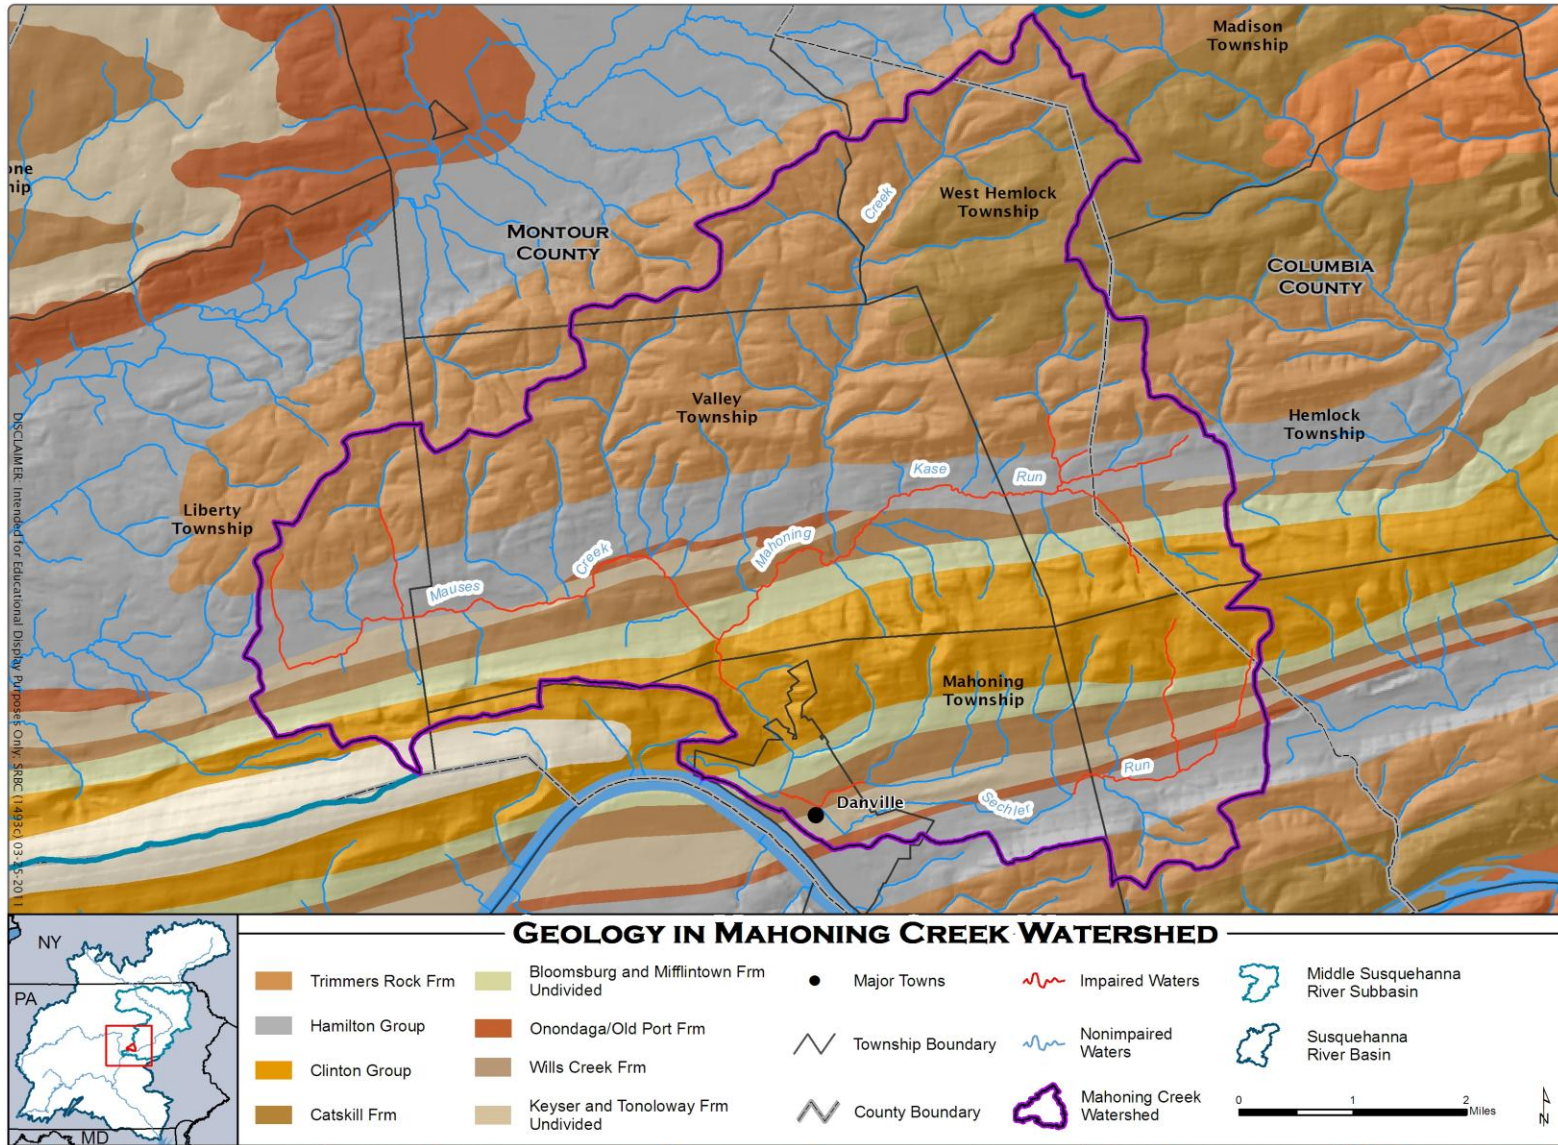 Madison
Township
one
hip
West Hemlock
Township
Creek
MONTOUR
COUNTY
COLUMBIA
COUNTY
Valley
Township
Hemlock
Township
Kase
Run
Liberty
Township
Mahoning
Creek
Mauses
Mahoning
Township
Run
Sechler
Danville
DISCLAIMER: Intended for Educational Display Purposes Only; SRBC (1493c) 03-25-2011
GEOLOGY IN MAHONING CREEK WATERSHED
NY
PA
MD
Trimmers Rock Frm
Hamilton Group
Clinton Group
Catskill Frm
Bloomsburg and Mifflintown Frm
Undivided
Onondaga/Old Port Frm
Wills Creek Frm
Keyser and Tonoloway Frm
Undivided
Major Towns
Township Boundary
County Boundary
Impaired Waters
Nonimpaired
Waters
Mahoning Creek
Watershed
Middle Susquehanna
River Subbasin
Susquehanna
River Basin
0 1 2
Miles
N